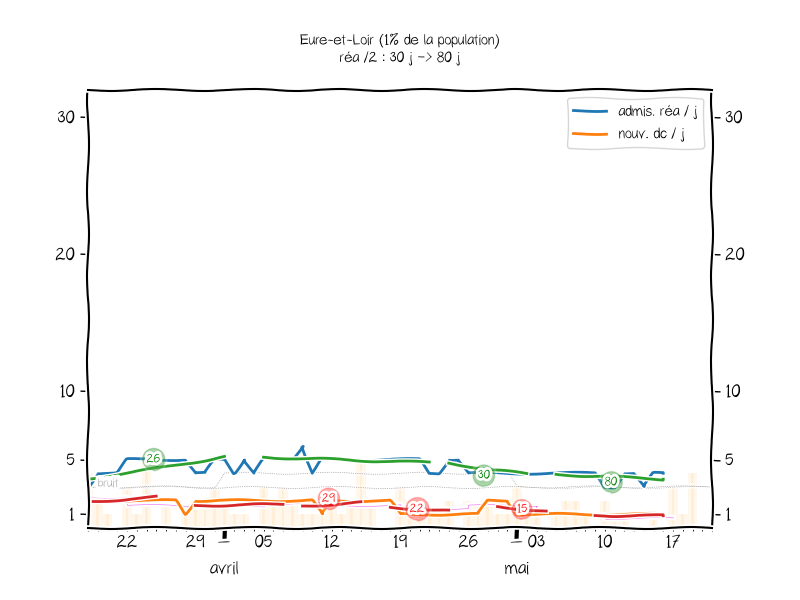 Eure-et-Loir (1% de la population)
réa /2 : 30 j -> 80 j
admis. réa / j
nouv. dc / j
30 30
20 20
10 10
5 5
1 1
bruit
26
30
80
29
22
15
22 29 05 12 19 26 03 10 17
avril mai